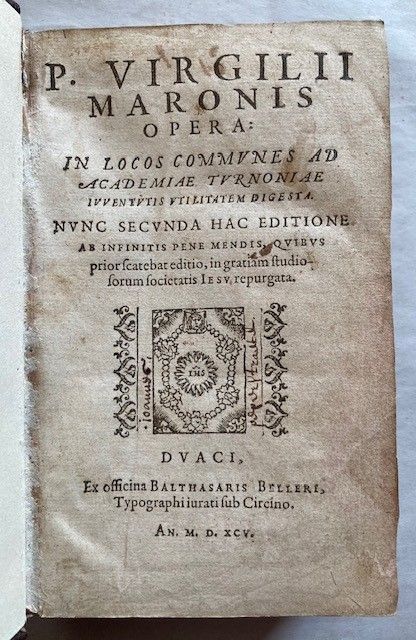 P. VIRGILII
MARONIS
OPERA:
IN LOCOS COMMVNES AD
ACADEMIAE TVRNONIAE
IVVENTVTIS VTILITATEM DIGESTA.
NVNC SECVNDA HAC EDITIONE
AB INFINITIS PENE MENDIS, QVIBVS
prior scatebat editio, in gratiam studio-
sorum societatis IESV, repurgata.
IHS
DVACI,
Ex officina BALTHASARIS BELLERI,
Typographi iurati sub Circino.
AN. M. D. XCV.